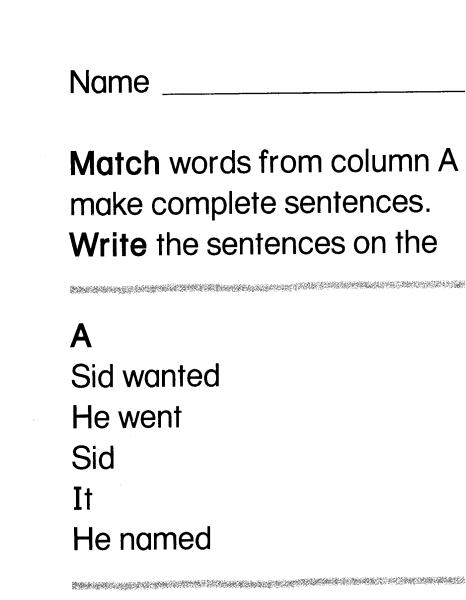 Name
Match words from column A
make complete sentences.
Write the sentences on the
A
Sid wanted
He went
Sid
It
He named